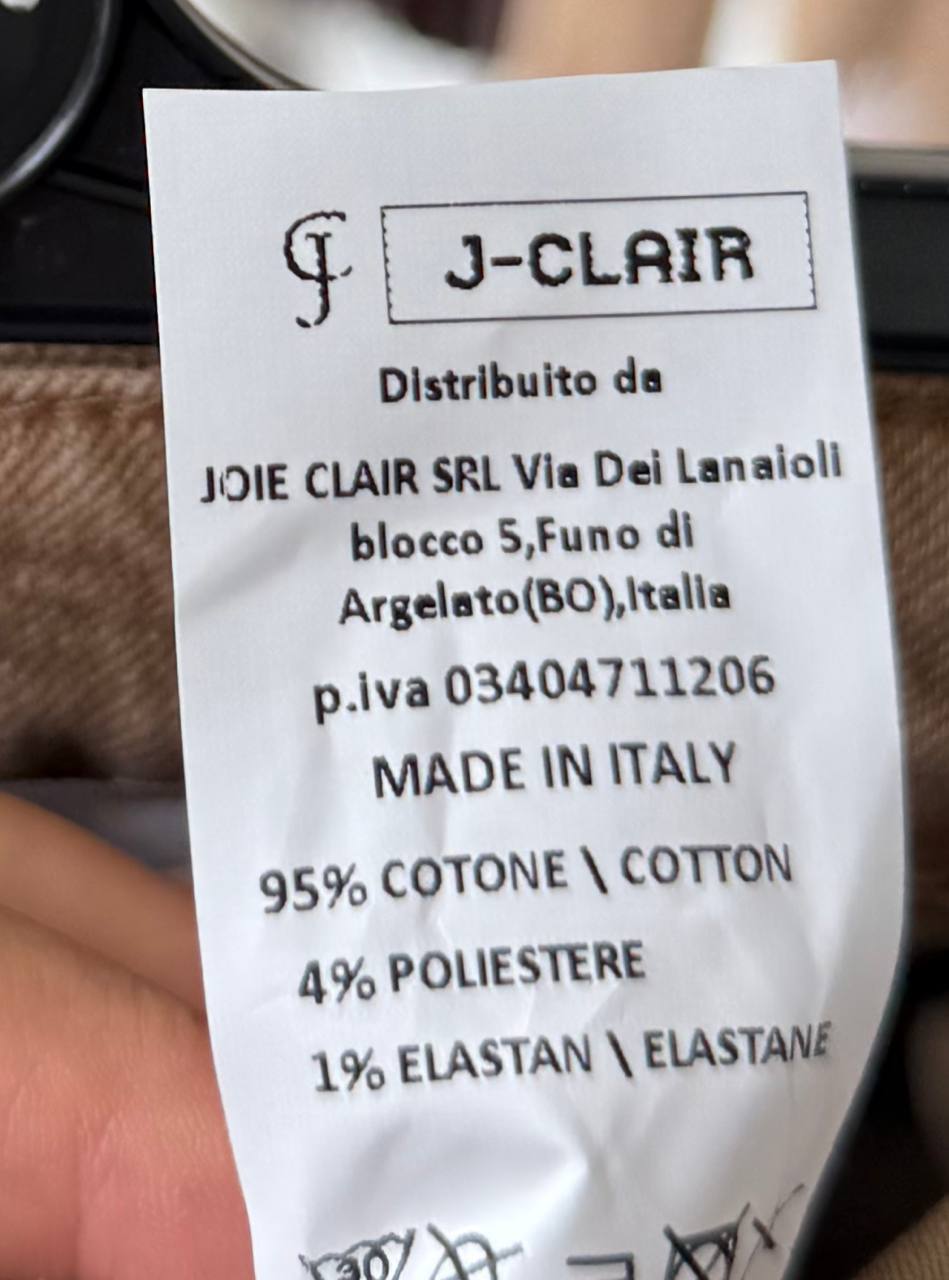 J-CLAIR
Distribuito da
JOIE CLAIR SRL Via Dei Lanaioli
blocco 5,Funo di
Argelato(BO),Italia
p.iva 03404711206
MADE IN ITALY
95% COTONE \ COTTON
4% POLIESTERE
1% ELASTAN \ ELASTANE
30